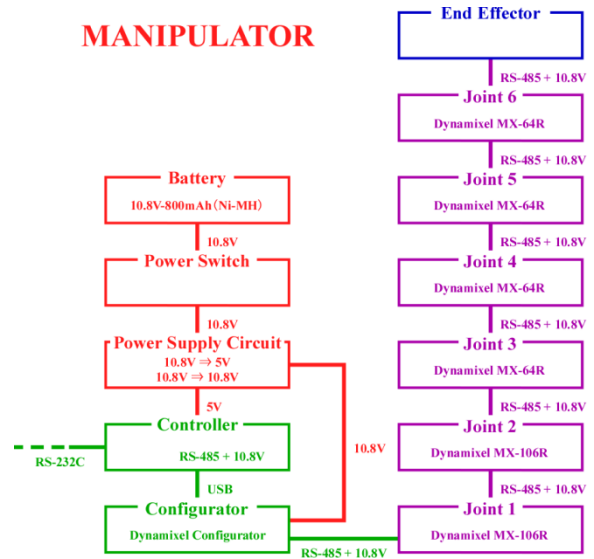 MANIPULATOR
End Effector
RS-485 + 10.8V
Joint 6
Dynamixel MX-64R
RS-485 + 10.8V
Joint 5
Dynamixel MX-64R
RS-485 + 10.8V
Joint 4
Dynamixel MX-64R
RS-485 + 10.8V
Joint 3
Dynamixel MX-64R
RS-485 + 10.8V
Joint 2
Dynamixel MX-106R
RS-485 + 10.8V
Joint 1
Dynamixel MX-106R
Battery
10.8V-800mAh(Ni-MH)
10.8V
Power Switch
10.8V
Power Supply Circuit
10.8V ⇒ 5V
10.8V ⇒ 10.8V
5V
10.8V
Controller
RS-485 + 10.8V
RS-232C
USB
Configurator
Dynamixel Configurator
RS-485 + 10.8V